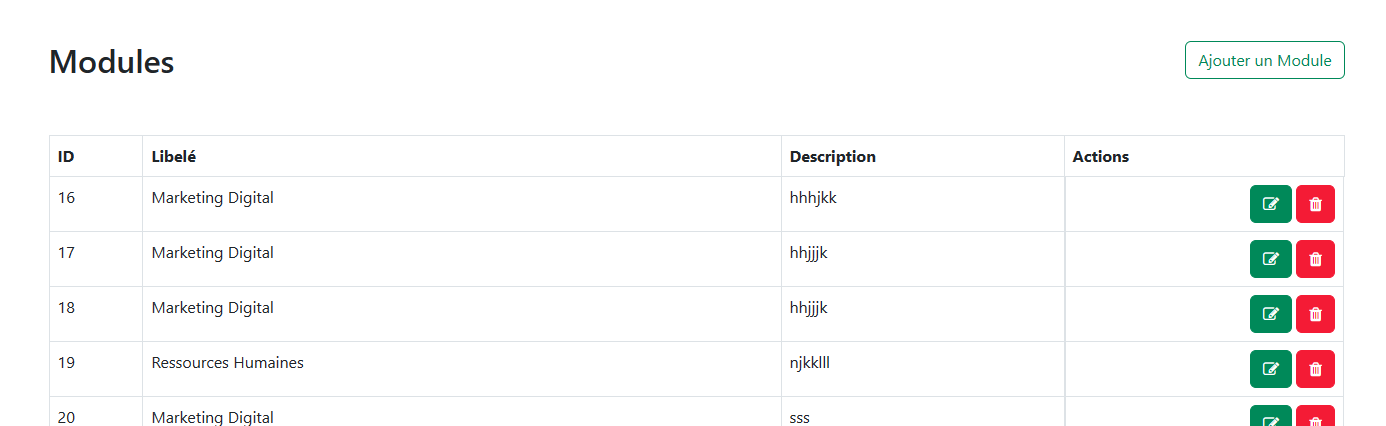 Modules
Ajouter un Module
ID Libelé Description Actions
16 Marketing Digital hhhjkk
17 Marketing Digital hhjjjk
18 Marketing Digital hhjjjk
19 Ressources Humaines njkklll
20 Marketing Digital sss